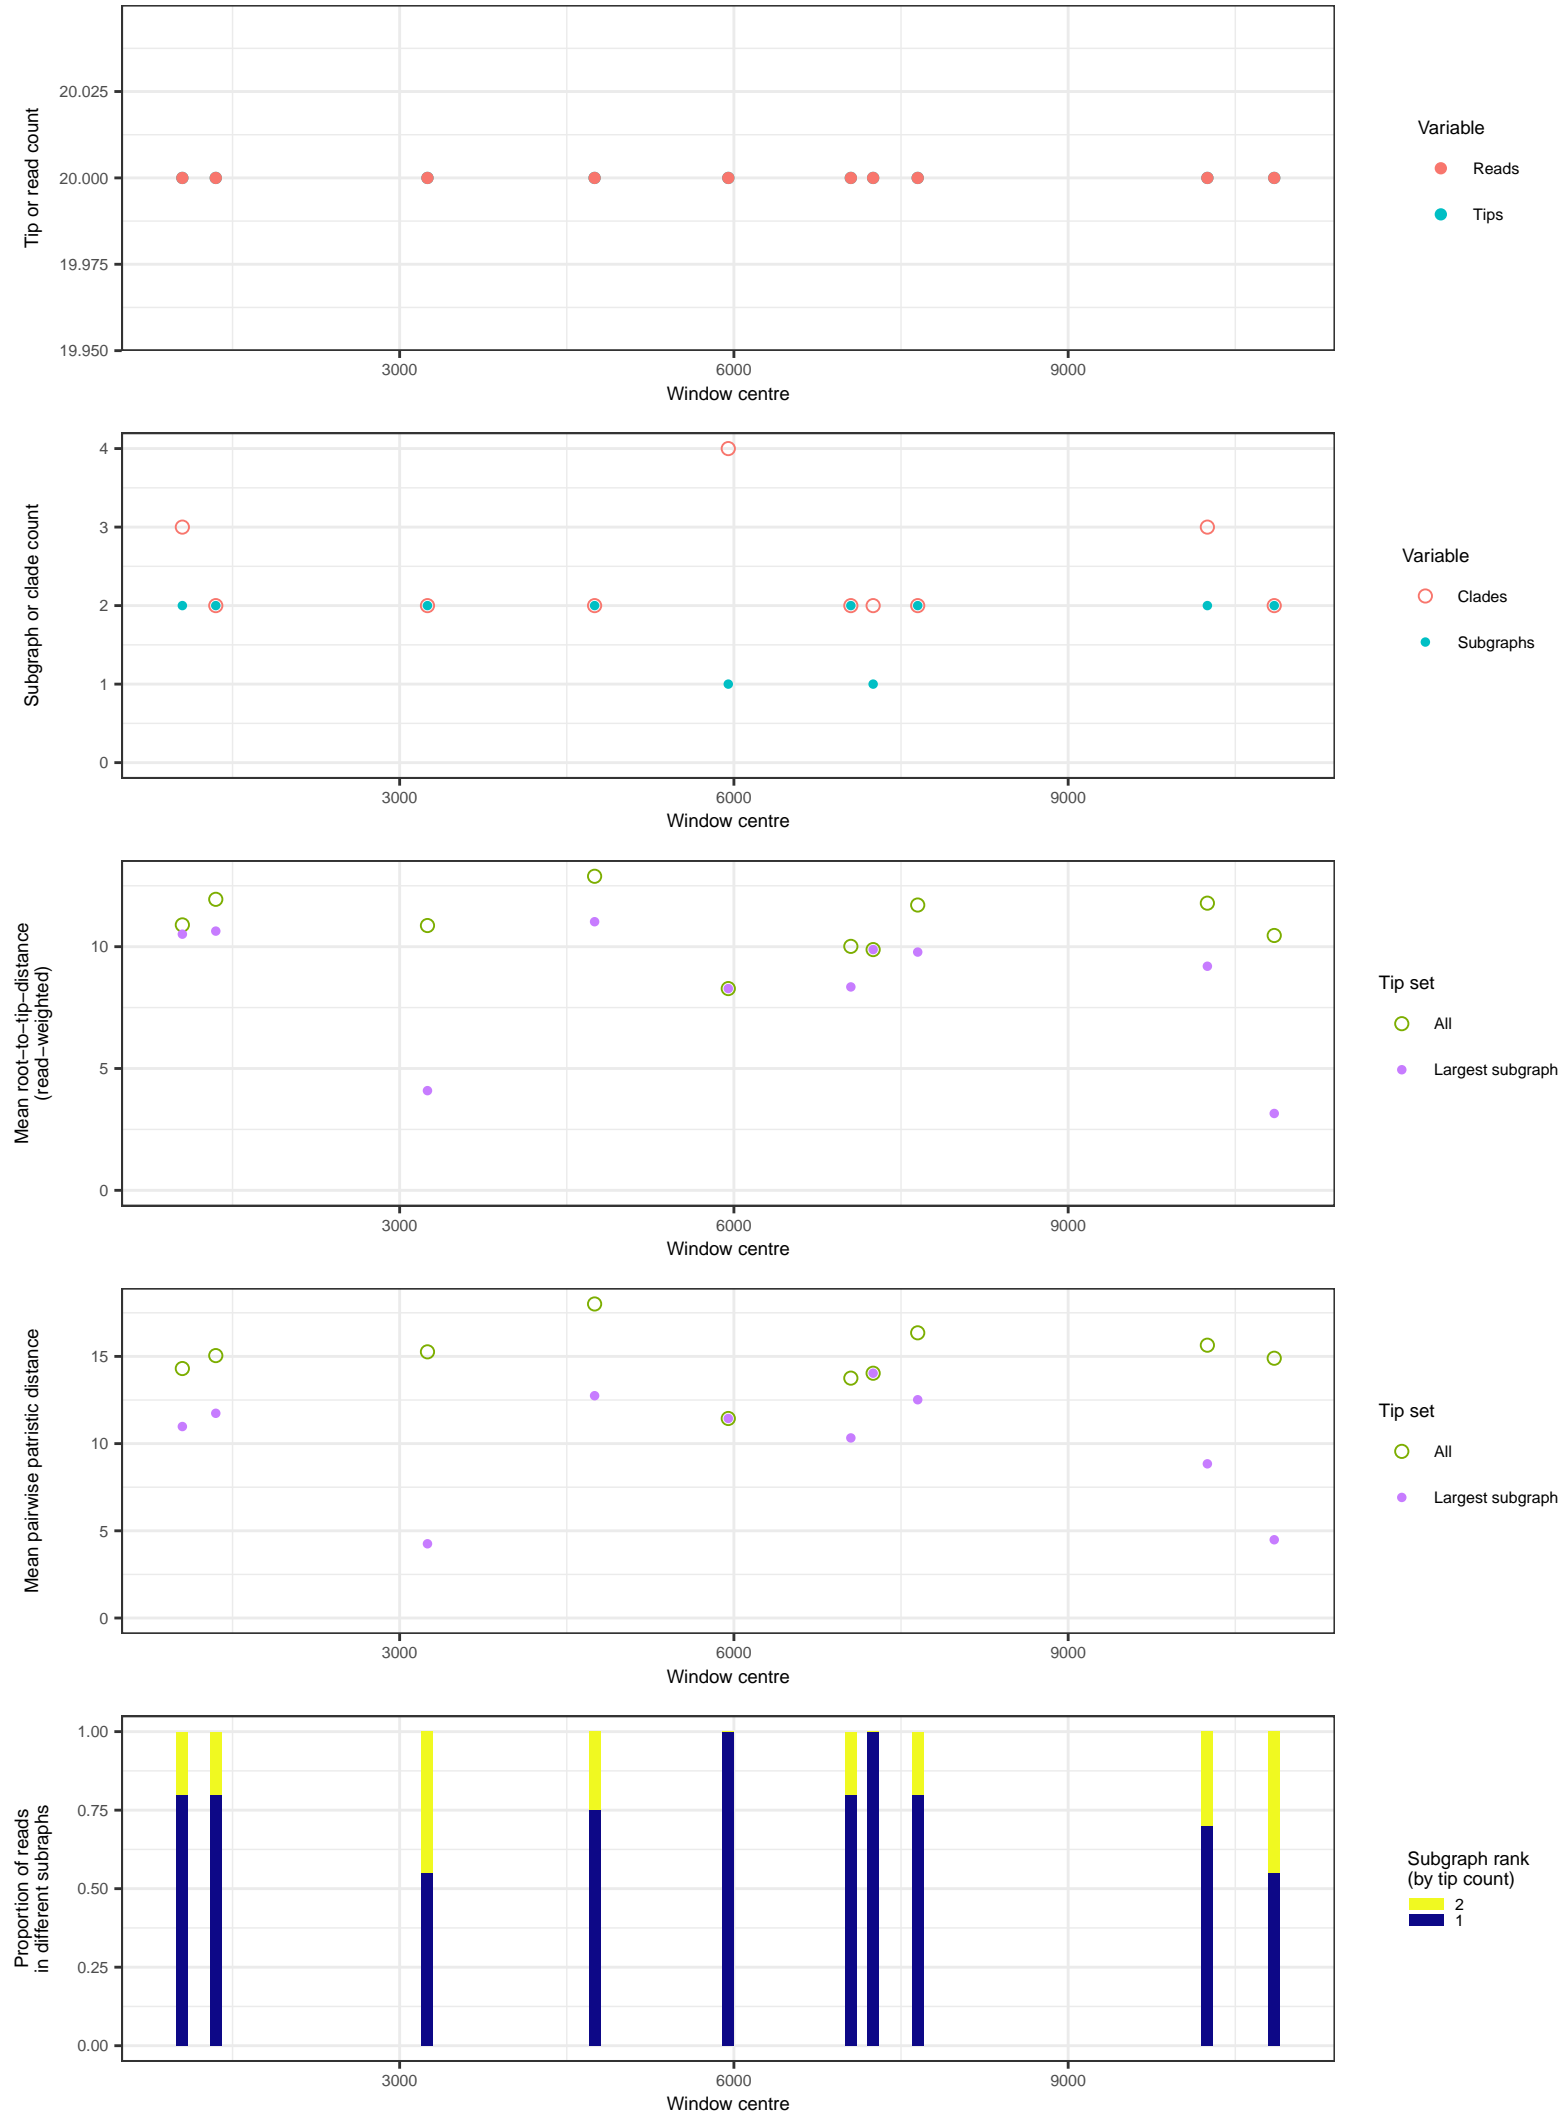 Tip or read count
20.025
20.000
19.975
19.950
3000
6000
9000
Window centre
Variable
Reads
Tips
Subgraph or clade count
4
3
2
1
0
3000
6000
9000
Window centre
Variable
Clades
Subgraphs
Mean root−to−tip−distance
(read−weighted)
10
5
0
3000
6000
9000
Window centre
Tip set
All
Largest subgraph
Mean pairwise patristic distance
15
10
5
0
3000
6000
9000
Window centre
Tip set
All
Largest subgraph
Proportion of reads
in different subraphs
1.00
0.75
0.50
0.25
0.00
3000
6000
9000
Window centre
Subgraph rank
(by tip count)
2
1